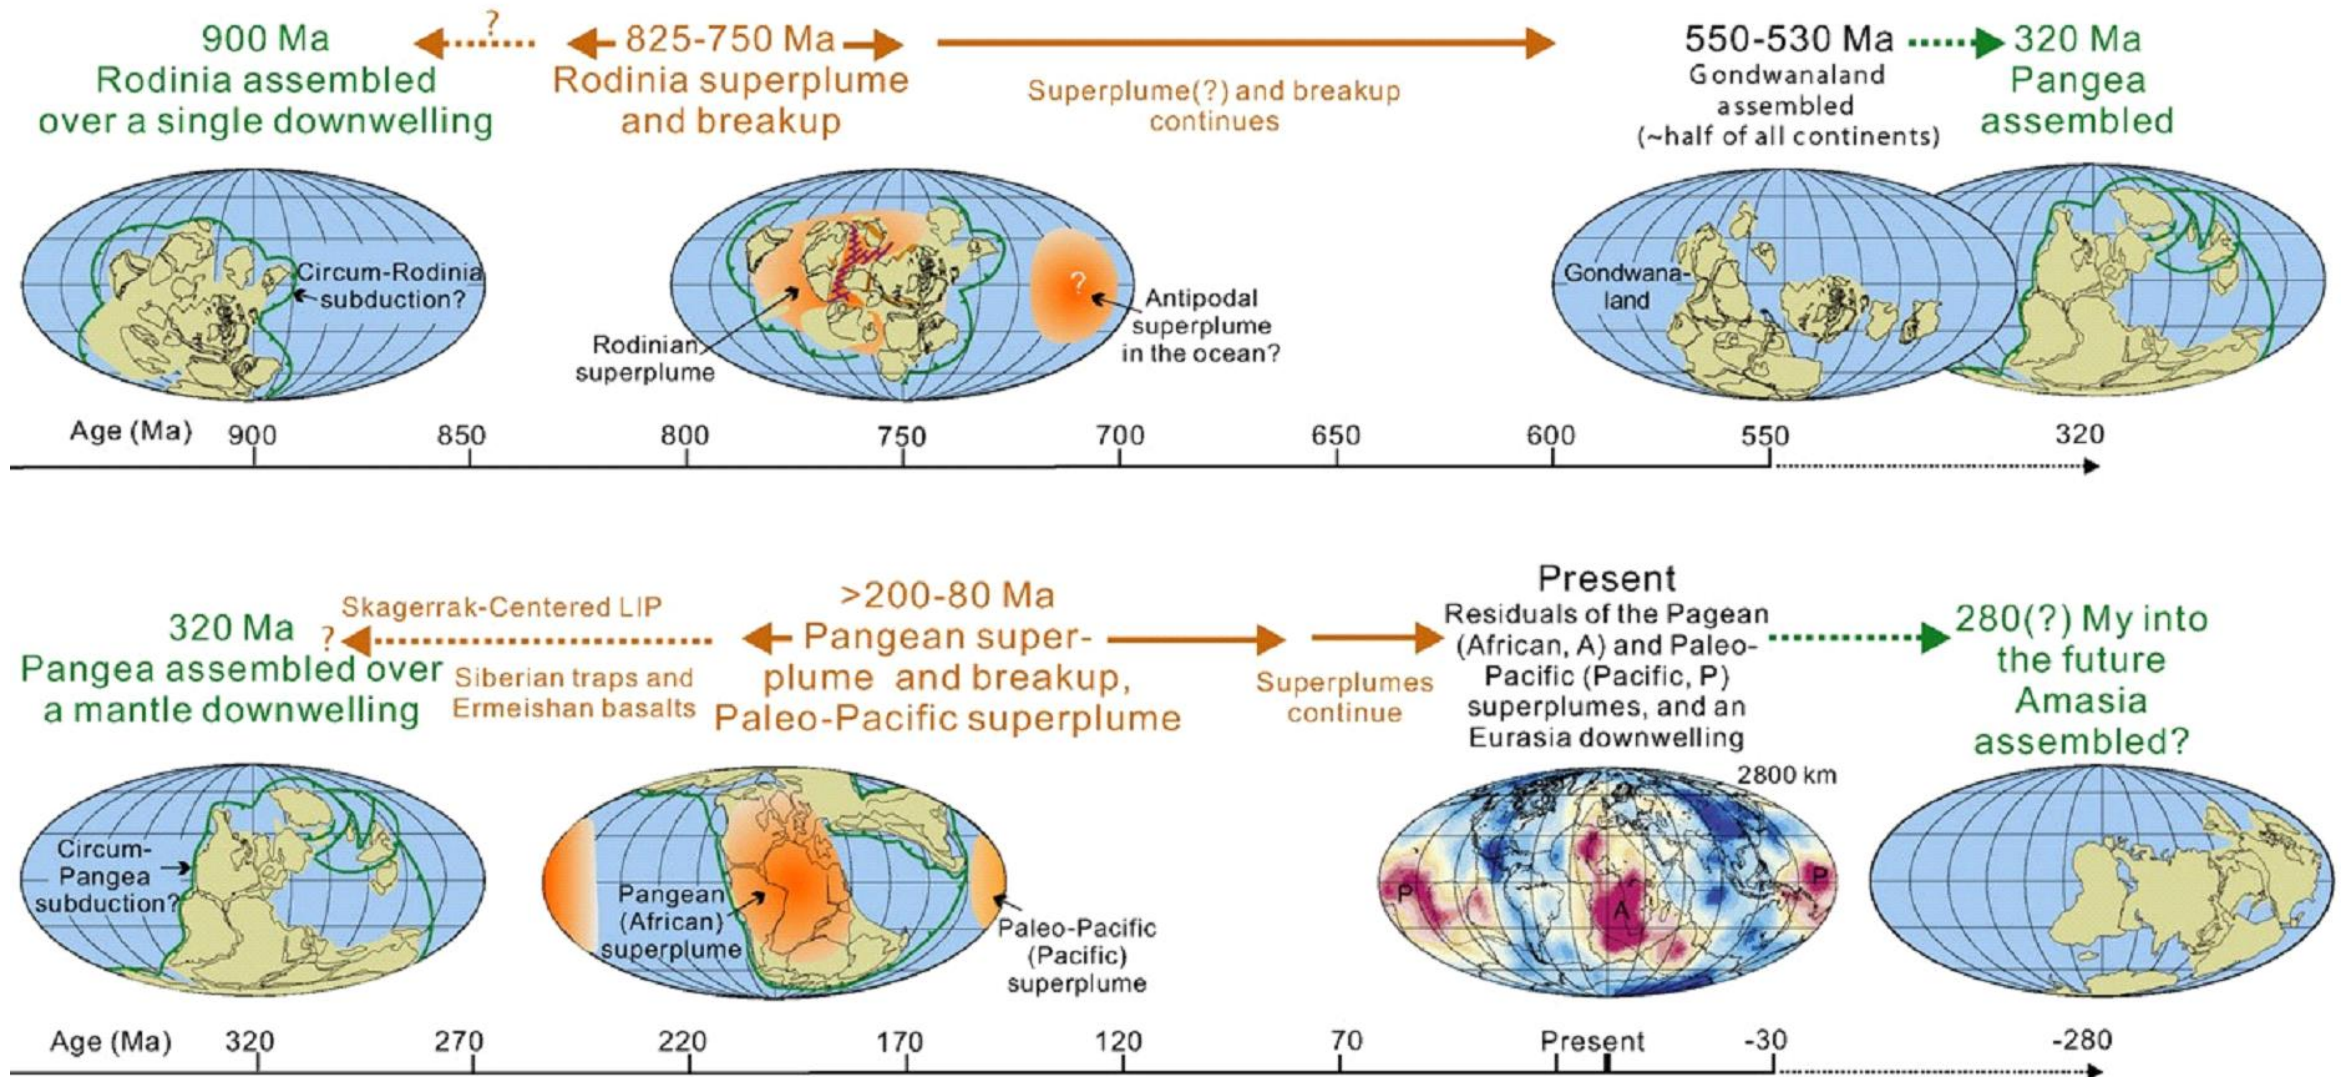 ?
900 Ma
Rodinia assembled
over a single downwelling
825-750 Ma
Rodinia superplume
and breakup
Superplume(?) and breakup
continues
550-530 Ma
Gondwanaland
assembled
(~half of all continents)
320 Ma
Pangea
assembled
Circum-Rodinia
subduction?
Rodinian
superplume
?
Antipodal
superplume
in the ocean?
Gondwana-
land
Age (Ma) 900 850 800 750 700 650 600 550 320
320 Ma
Pangea assembled over
a mantle downwelling
?
Skagerrak-Centered LIP
Siberian traps and
Ermeishan basalts
>200-80 Ma
Pangean super-
plume and breakup,
Paleo-Pacific superplume
Superplumes
continue
Present
Residuals of the Pagean
(African, A) and Paleo-
Pacific (Pacific, P)
superplumes, and an
Eurasia downwelling
2800 km
280(?) My into
the future
Amasia
assembled?
Circum-
Pangea
subduction?
Pangean
(African)
superplume
Paleo-Pacific
(Pacific)
superplume
P
A
P
Age (Ma) 320 270 220 170 120 70 Present -30 -280